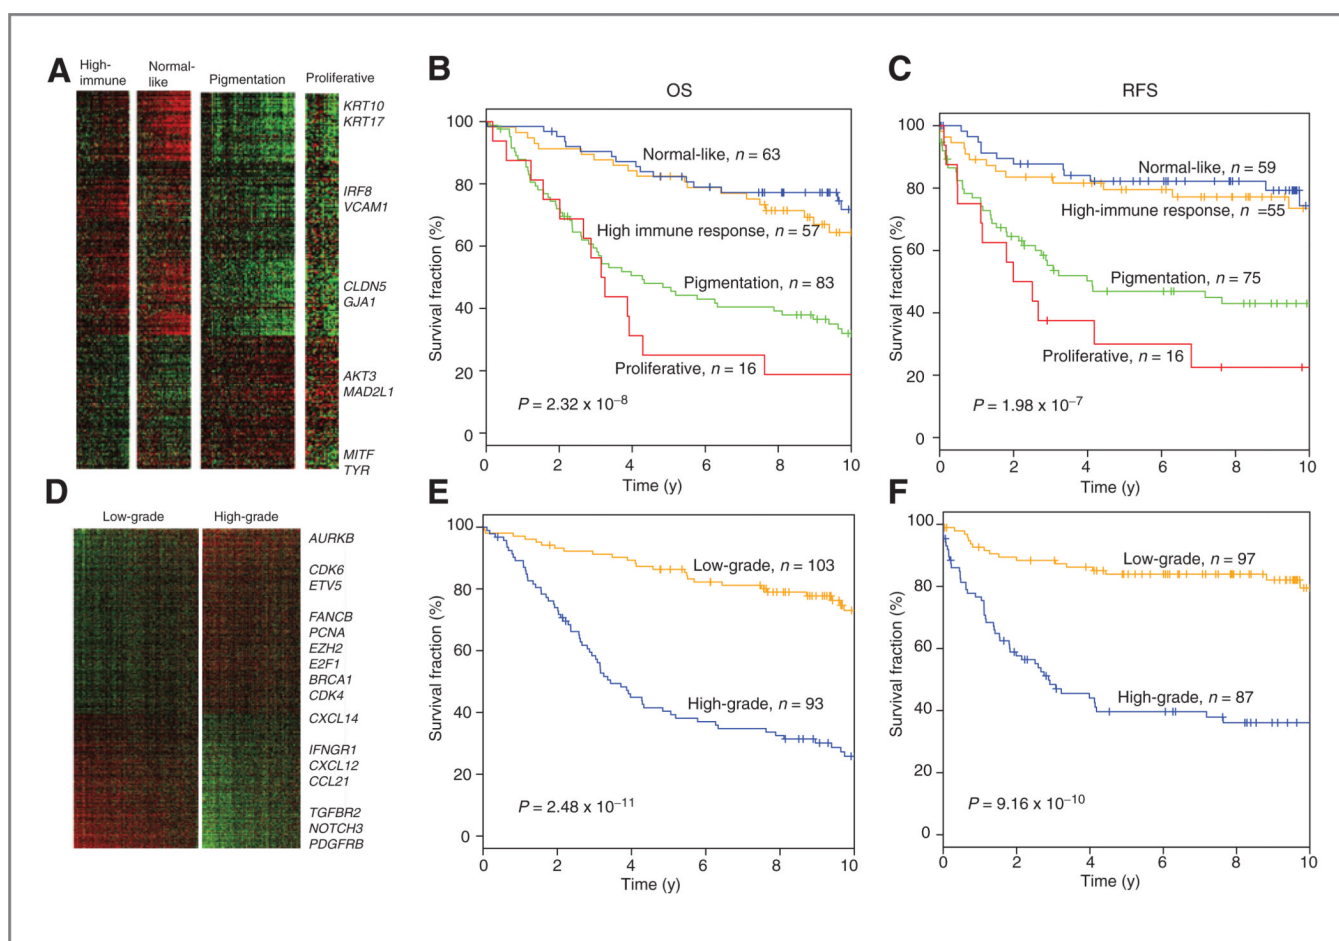 A
High-
immune
Normal-
like
Pigmentation
Proliferative
KRT10
KRT17
IRF8
VCAM1
CLDN5
GJA1
AKT3
MAD2L1
MITF
TYR
B
OS
Survival fraction (%)
100
80
60
40
20
0
Normal-like, n = 63
High immune response, n = 57
Pigmentation, n = 83
Proliferative, n = 16
P = 2.32 x 10–8
0 2 4 6 8 10
Time (y)
C
RFS
Survival fraction (%)
100
80
60
40
20
0
Normal-like, n = 59
High-immune response, n =55
Pigmentation, n = 75
Proliferative, n = 16
P = 1.98 x 10–7
0 2 4 6 8 10
Time (y)
D
Low-grade
High-grade
AURKB
CDK6
ETV5
FANCB
PCNA
EZH2
E2F1
BRCA1
CDK4
CXCL14
IFNGR1
CXCL12
CCL21
TGFBR2
NOTCH3
PDGFRB
E
Survival fraction (%)
100
80
60
40
20
0
Low-grade, n = 103
High-grade, n = 93
P = 2.48 x 10–11
0 2 4 6 8 10
Time (y)
F
Survival fraction (%)
100
80
60
40
20
0
Low-grade, n = 97
High-grade, n = 87
P = 9.16 x 10–10
0 2 4 6 8 10
Time (y)